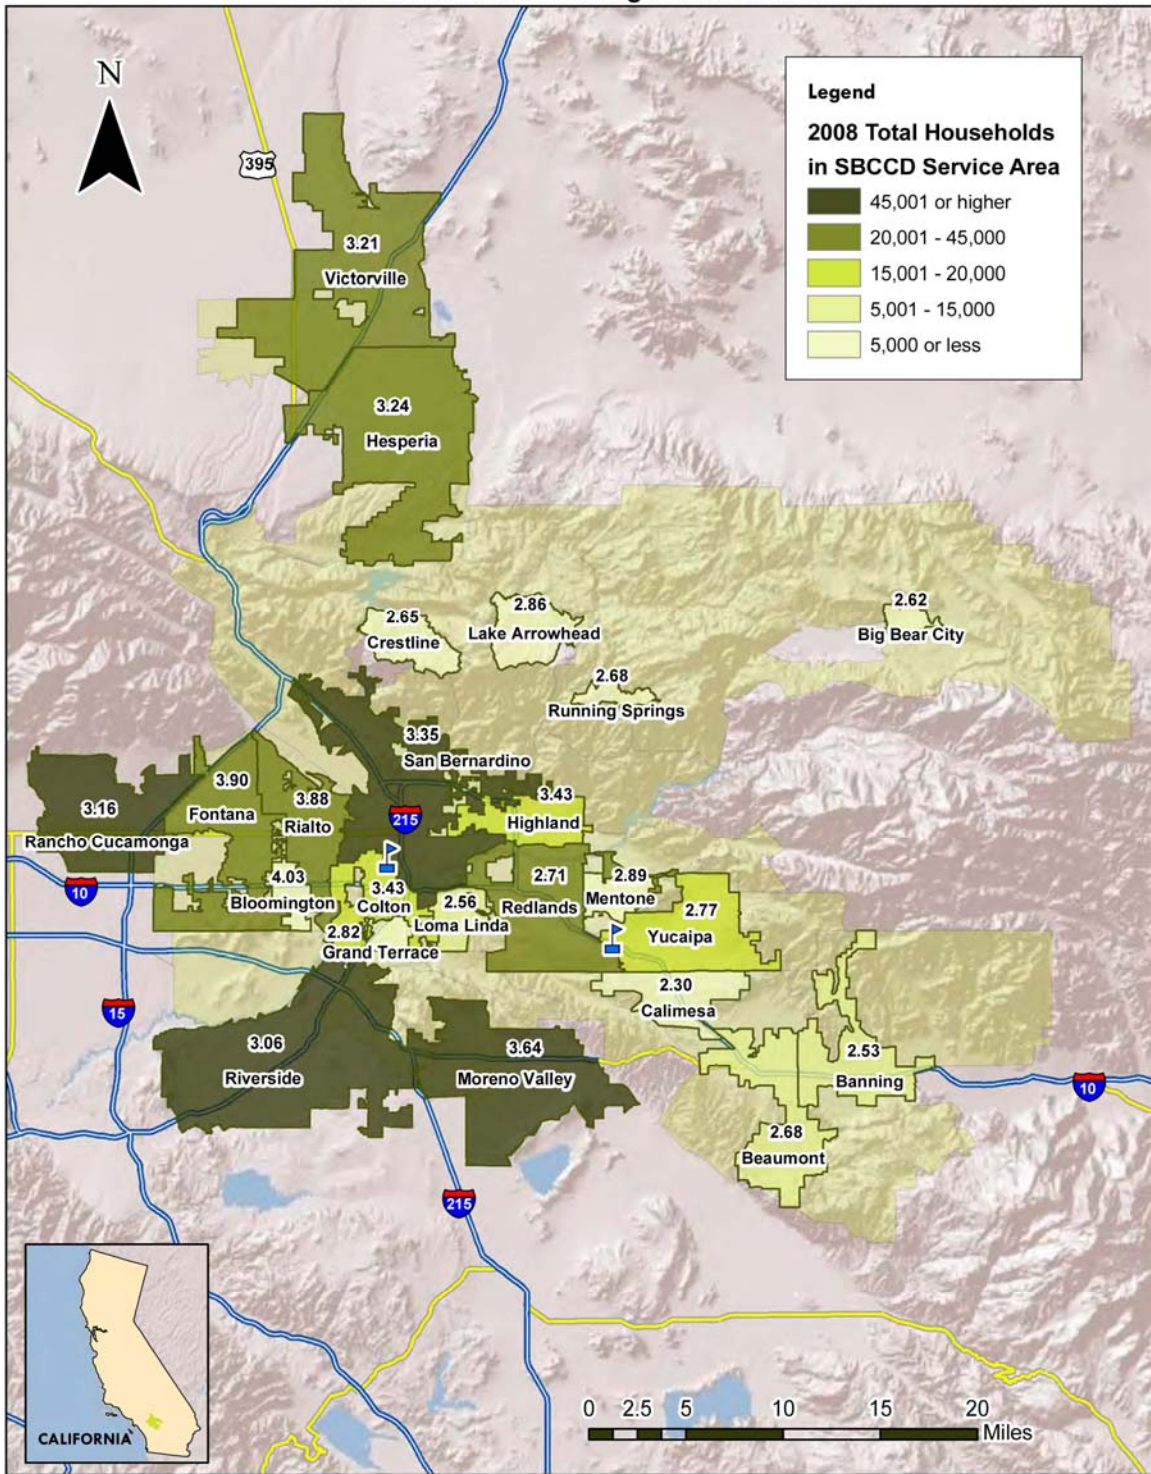 N
395
Legend
2008 Total Households
in SBCCD Service Area
45,001 or higher
20,001 - 45,000
15,001 - 20,000
5,001 - 15,000
5,000 or less
3.21
Victorville
3.24
Hesperia
2.65
Crestline
2.86
Lake Arrowhead
2.62
Big Bear City
2.68
Running Springs
3.35
San Bernardino
3.16
Rancho Cucamonga
3.90
Fontana
3.88
Rialto
215
3.43
Highland
10
4.03
Bloomington
3.43
Colton
2.56
Loma Linda
2.71
Redlands
2.89
Mentone
2.77
Yucaipa
2.82
Grand Terrace
2.30
Calimesa
15
3.06
Riverside
3.64
Moreno Valley
2.53
Banning
10
2.68
Beaumont
215
CALIFORNIA
0 2.5 5 10 15 20
Miles